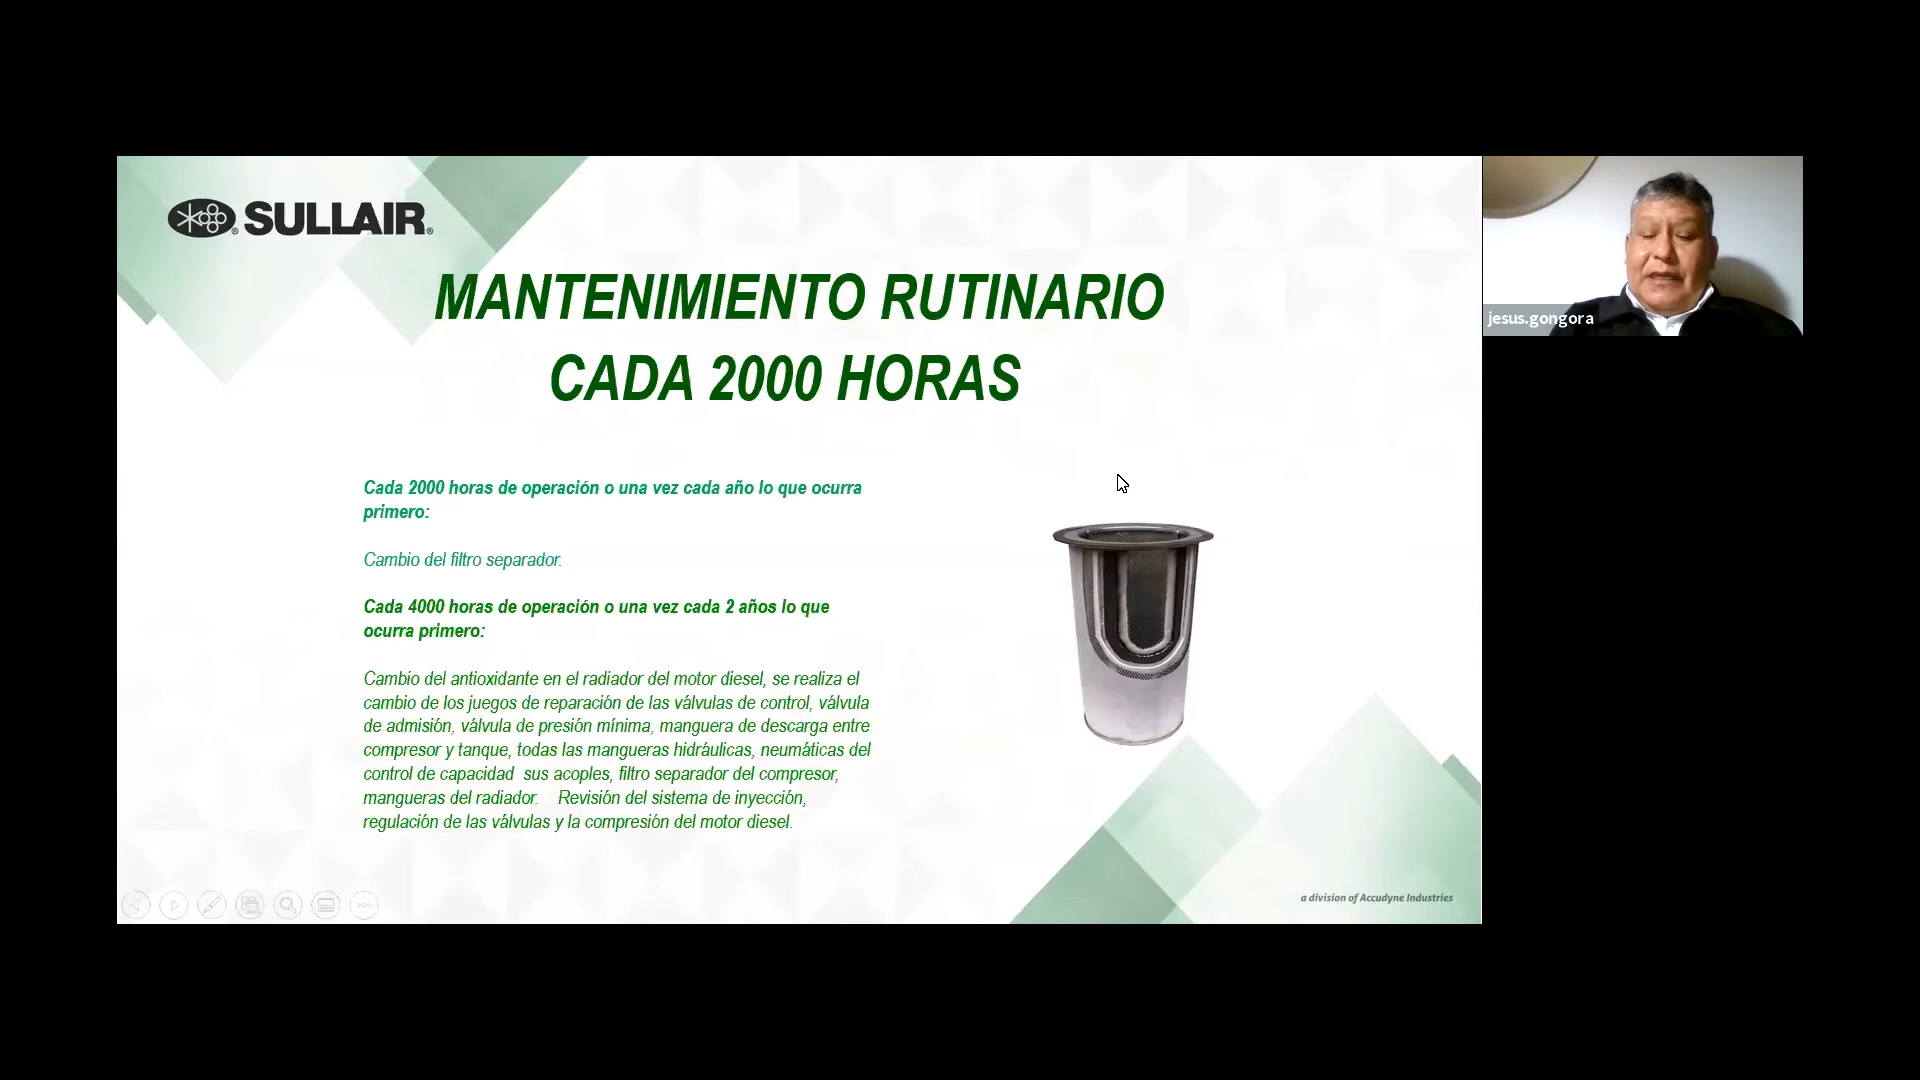 SULLAIR
MANTENIMIENTO RUTINARIO
CADA 2000 HORAS
Cada 2000 horas de operación o una vez cada año lo que ocurra
primero:
Cambio del filtro separador.
Cada 4000 horas de operación o una vez cada 2 años lo que
ocurra primero:
Cambio del antioxidante en el radiador del motor diesel, se realiza el
cambio de los juegos de reparación de las válvulas de control, válvula
de admisión, válvula de presión mínima, manguera de descarga entre
compresor y tanque, todas las mangueras hidráulicas, neumáticas del
control de capacidad  sus acoples, filtro separador del compresor,
mangueras del radiador.    Revisión del sistema de inyección,
regulación de las válvulas y la compresión del motor diesel.
a division of Accudyne Industries
jesus.gongora